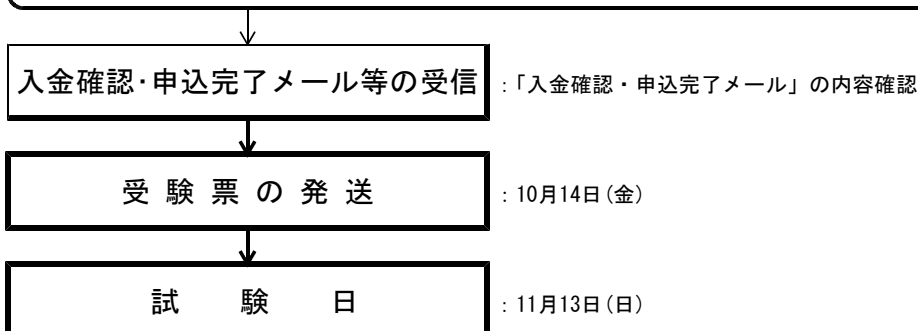 入金確認･申込完了メール等の受信 :「入金確認・申込完了メール」の内容確認
受験票の発送 : 10月14日(金)
試験日 : 11月13日(日)